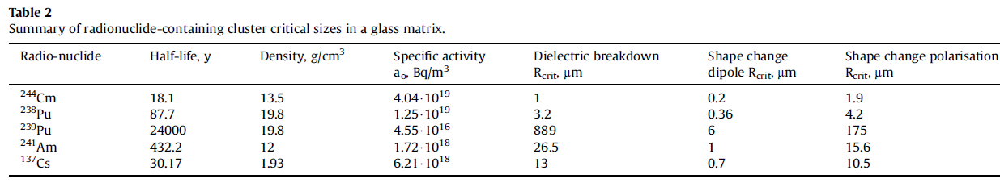 Table 2
Summary of radionuclide-containing cluster critical sizes in a glass matrix.
Radio-nuclide Half-life, y Density, g/cm³ Specific activity a₀, Bq/m³ Dielectric breakdown R_crit, μm Shape change dipole R_crit, μm Shape change polarisation R_crit, μm
²⁴⁴Cm 18.1 13.5 4.04·10¹⁹ 1 0.2 1.9
²³⁸Pu 87.7 19.8 1.25·10¹⁹ 3.2 0.36 4.2
²³⁹Pu 24000 19.8 4.55·10¹⁶ 889 6 175
²⁴¹Am 432.2 12 1.72·10¹⁸ 26.5 1 15.6
¹³⁷Cs 30.17 1.93 6.21·10¹⁸ 13 0.7 10.5